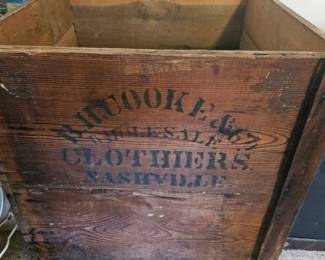 R.H. COOKE & CO.
WHOLESALE
CLOTHIERS.
NASHVILLE